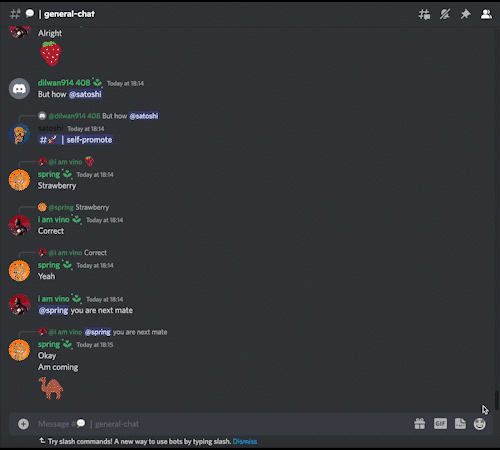 | general-chat
Alright
dilwan914 408 Today at 18:14
But how @satoshi
@dilwan914 408 But how @satoshi
satoshi Today at 18:14
# | self-promote
@i am vino
spring Today at 18:14
Strawberry
@spring Strawberry
i am vino Today at 18:14
Correct
@i am vino Correct
spring Today at 18:14
Yeah
i am vino Today at 18:14
@spring you are next mate
@i am vino @spring you are next mate
spring Today at 18:15
Okay
Am coming
Message # | general-chat
GIF
Try slash commands! A new way to use bots by typing slash. Dismiss